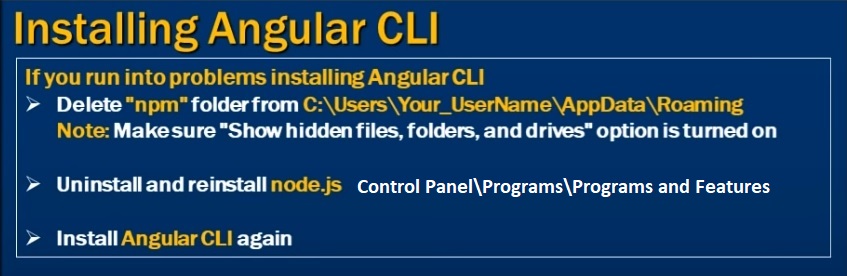 Installing Angular CLI
If you run into problems installing Angular CLI
➢ Delete "npm" folder from C:\Users\Your_UserName\AppData\Roaming
Note: Make sure "Show hidden files, folders, and drives" option is turned on
➢ Uninstall and reinstall node.js Control Panel\Programs\Programs and Features
➢ Install Angular CLI again